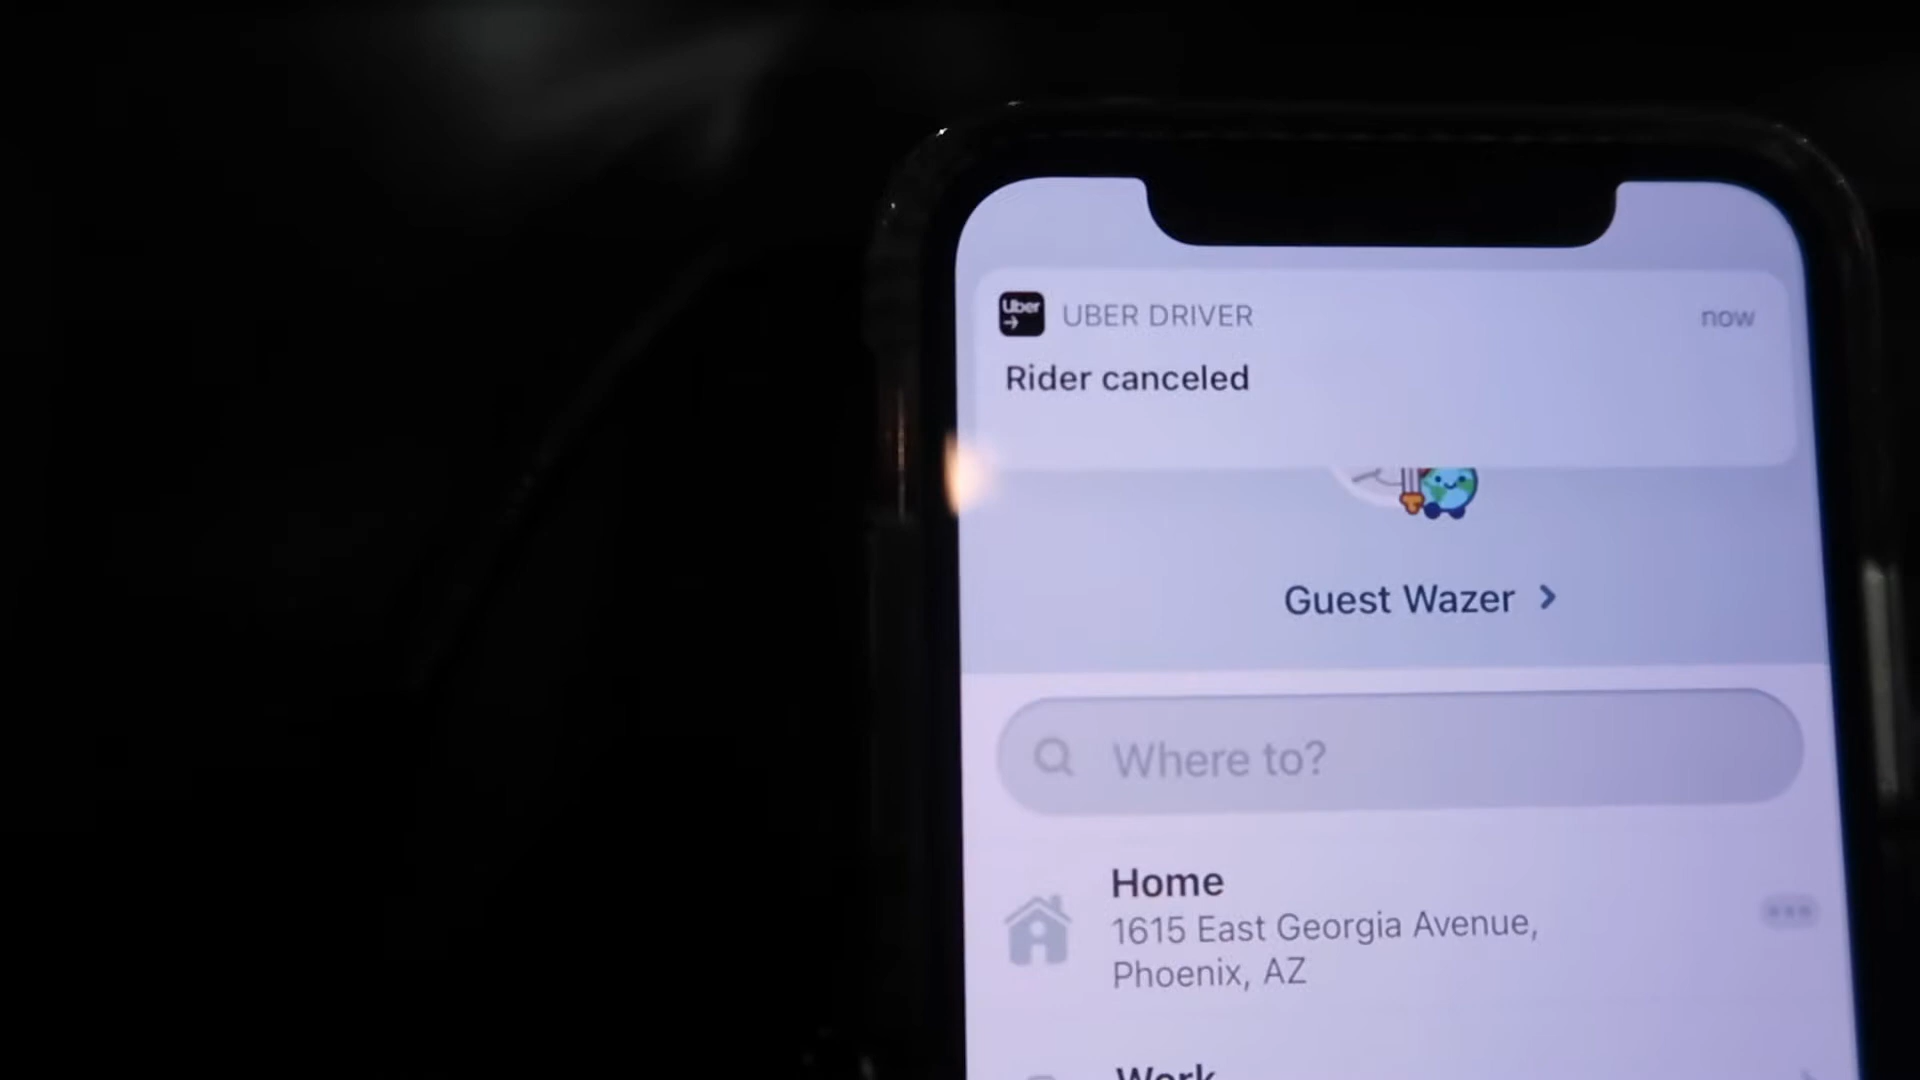 Uber
UBER DRIVER
now
Rider canceled
Guest Wazer
Where to?
Home
1615 East Georgia Avenue,
Phoenix, AZ
Work